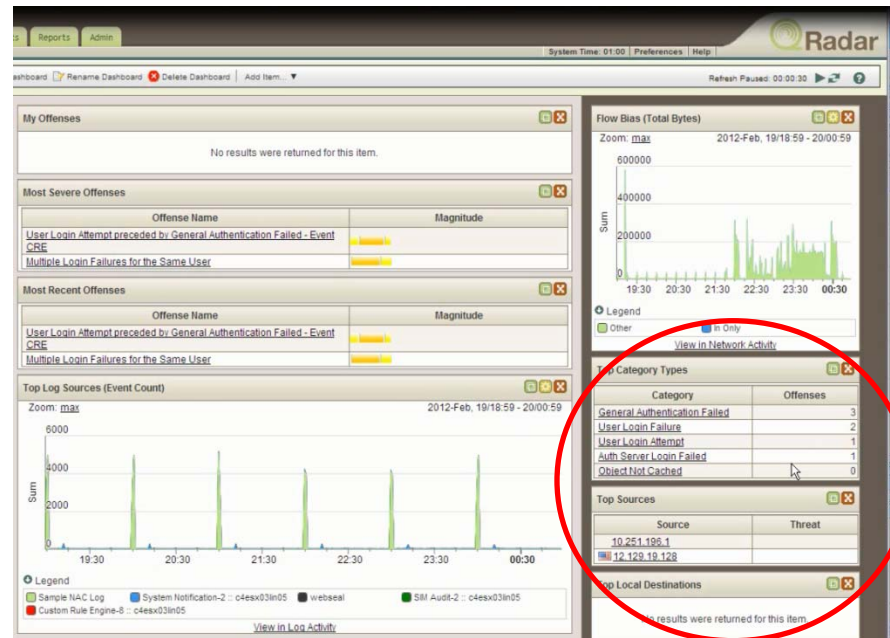 Reports Admin
QRadar
System Time: 01:00 Preferences Help
Rename Dashboard Delete Dashboard Add Item...
Refresh Paused: 00:00:30
My Offenses
No results were returned for this item.
Most Severe Offenses
Offense Name Magnitude
User Login Attempt preceded by General Authentication Failed - Event
CRE
Multiple Login Failures for the Same User
Most Recent Offenses
Offense Name Magnitude
User Login Attempt preceded by General Authentication Failed - Event
CRE
Multiple Login Failures for the Same User
Top Log Sources (Event Count)
Zoom: max 2012-Feb, 19/18:59 - 20/00:59
6000
4000
2000
0
Sum
19:30 20:30 21:30 22:30 23:30 00:30
Legend
Sample NAC Log System Notification-2 :: c4esx03lin05 webseal SIM Audit-2 :: c4esx03lin05
Custom Rule Engine-8 :: c4esx03lin05
View in Log Activity
Flow Bias (Total Bytes)
Zoom: max 2012-Feb, 19/18:59 - 20/00:59
600000
400000
200000
0
Sum
19:30 20:30 21:30 22:30 23:30 00:30
Legend
Other In Only
View in Network Activity
Top Category Types
Category Offenses
General Authentication Failed 3
User Login Failure 2
User Login Attempt 1
Auth Server Login Failed 1
Object Not Cached 0
Top Sources
Source Threat
10.251.196.1
12.129.19.128
Top Local Destinations
No results were returned for this item.